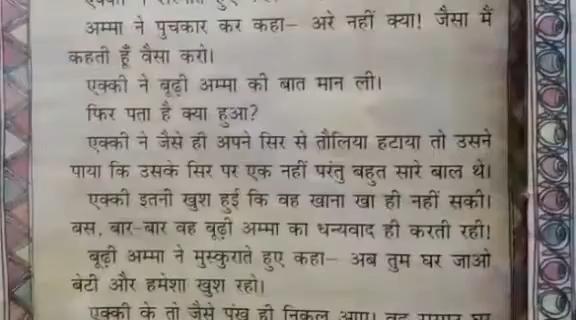 अम्मा ने पुचकार कर कहा– अरे नहीं क्या! जैसा मैं
कहती हूँ वैसा करो।
एक्की ने बूढ़ी अम्मा की बात मान ली।
फिर पता है क्या हुआ?
एक्की ने जैसे ही अपने सिर से तौलिया हटाया तो उसने
पाया कि उसके सिर पर एक नहीं परंतु बहुत सारे बाल थे।
एक्की इतनी खुश हुई कि वह खाना खा ही नहीं सकी।
बस, बार-बार वह बूढ़ी अम्मा का धन्यवाद ही करती रही!
बूढ़ी अम्मा ने मुस्कुराते हुए कहा– अब तुम घर जाओ
बेटी और हमेशा खुश रहो।
एक्की के तो जैसे पंख ही निकल आए। वह